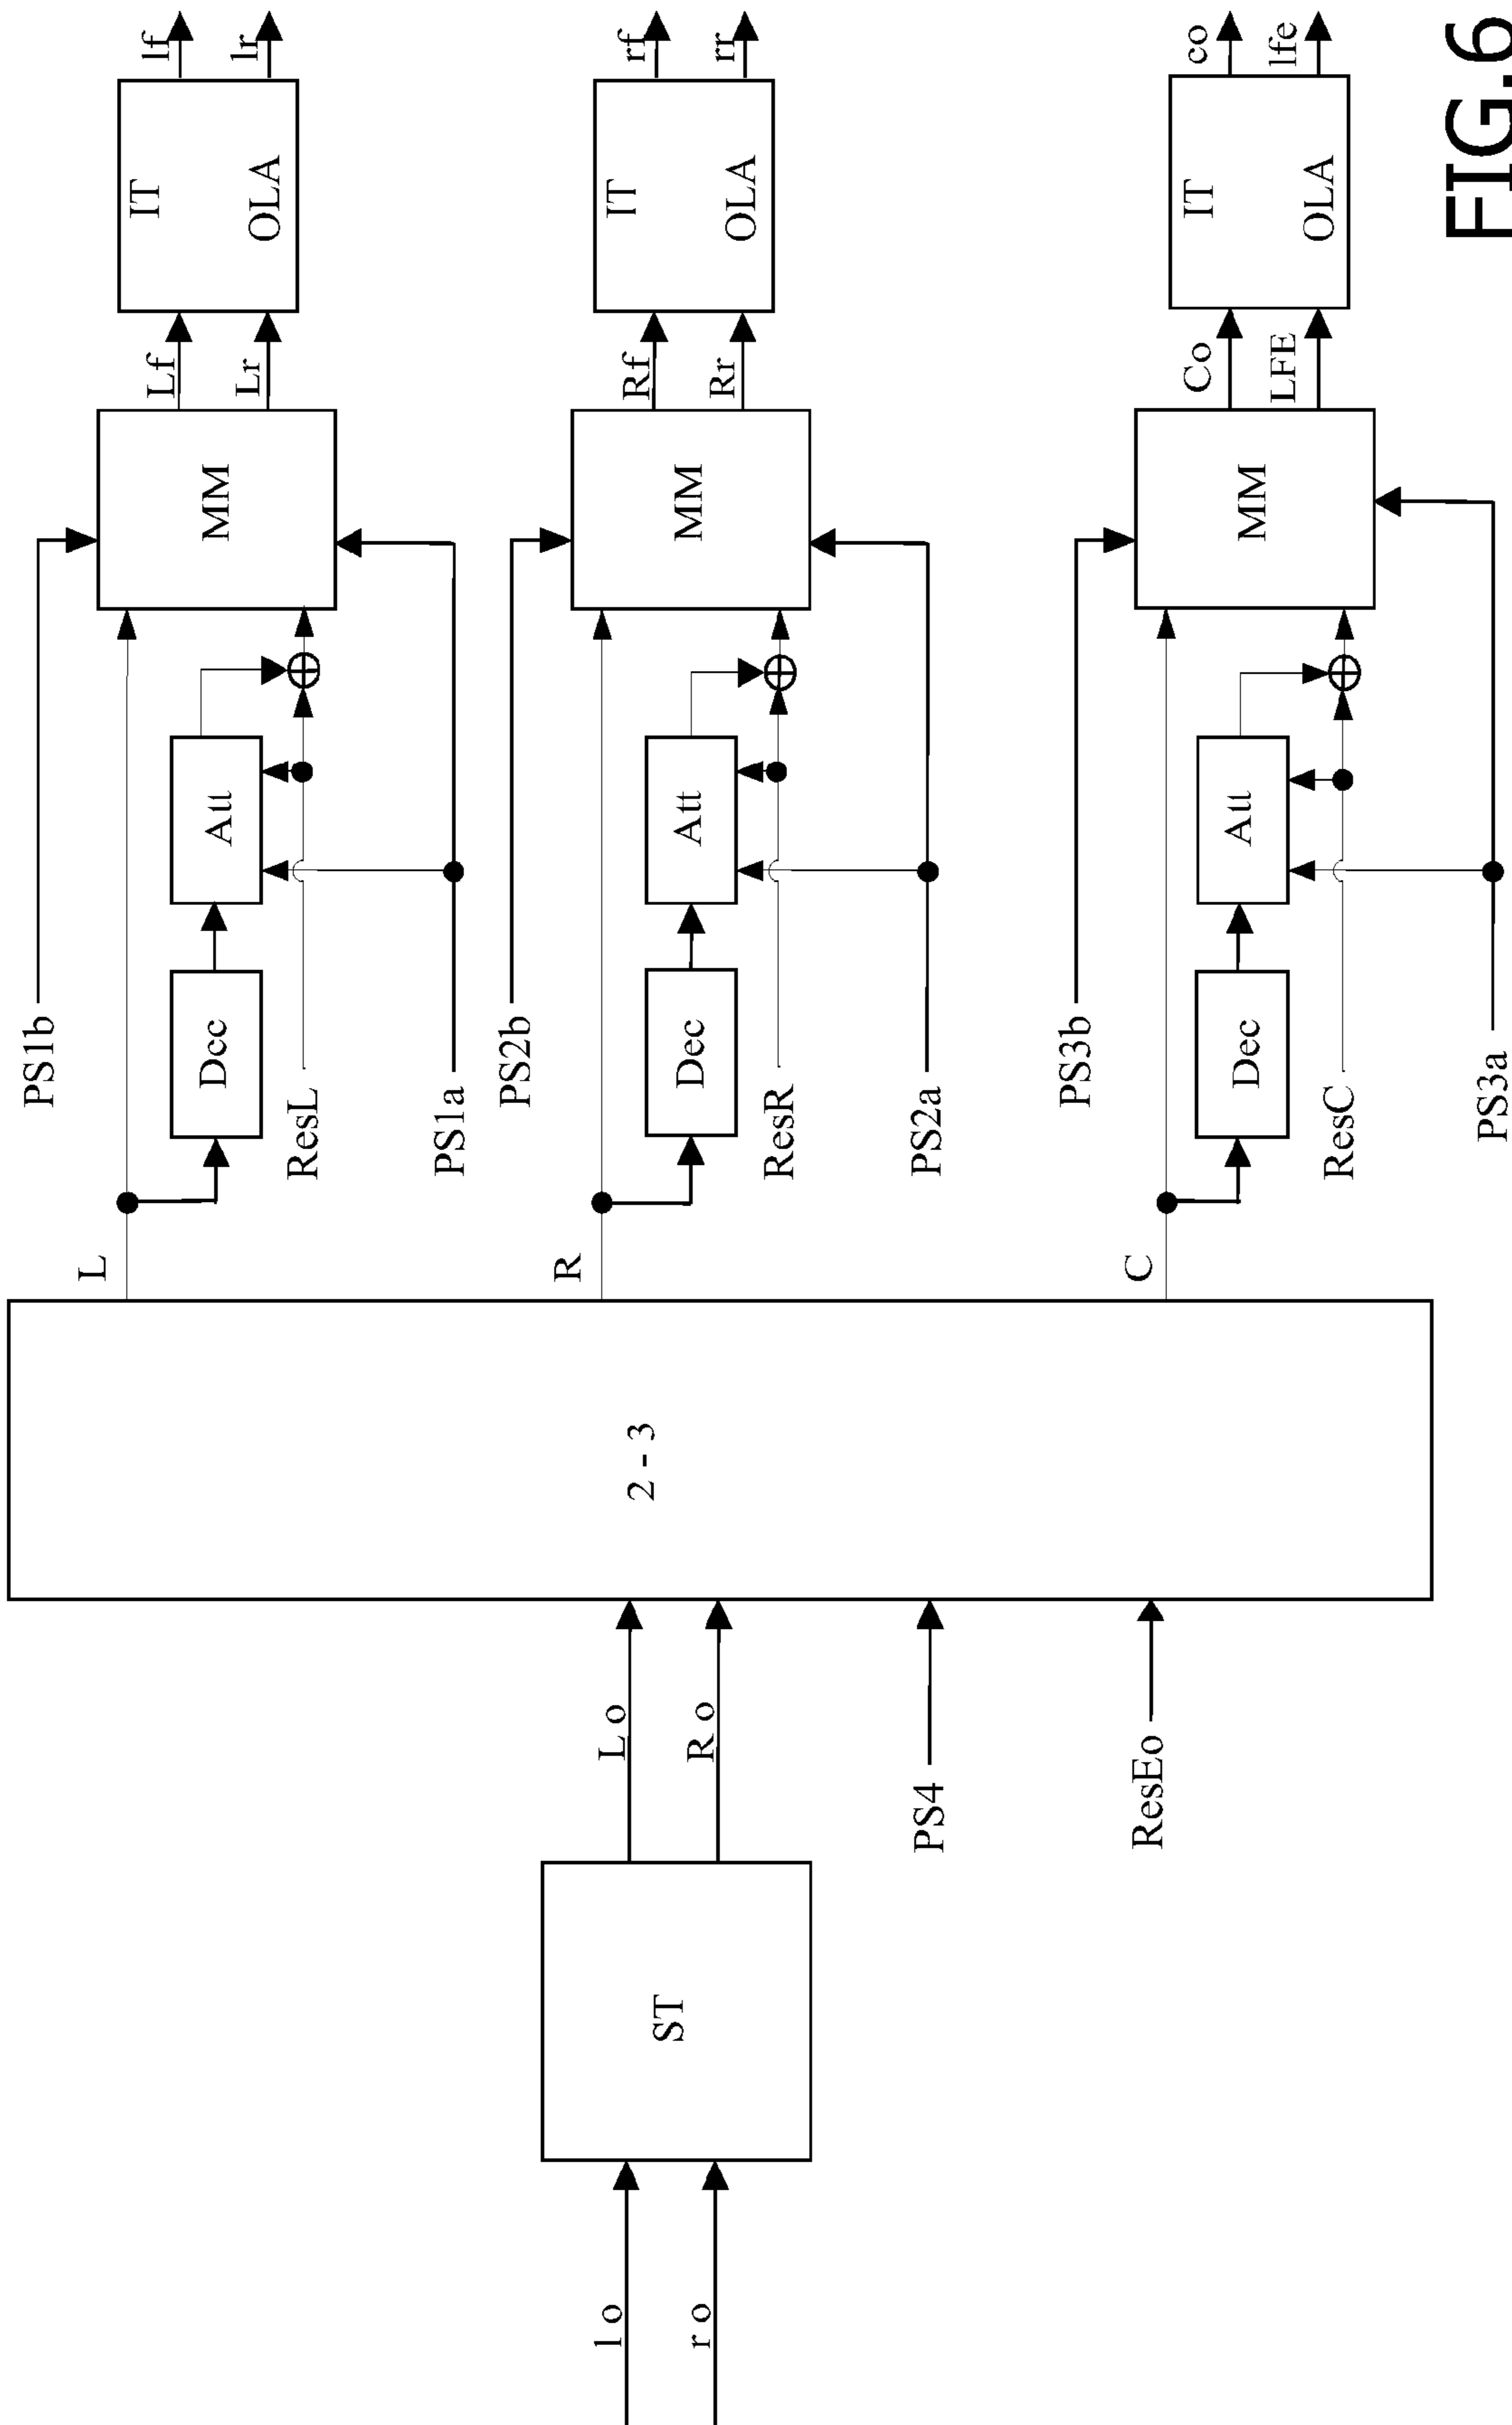 lo
ro
ST
Lo
Ro
PS4
ResEo
2-3
L
PS1b
Dec
Att
ResL
PS1a
MM
Lf
Lr
IT
OLA
lf
lr
R
PS2b
Dec
Att
ResR
PS2a
MM
Rf
Rr
IT
OLA
rf
rr
C
PS3b
Dec
Att
ResC
PS3a
MM
Co
LFE
IT
OLA
co
lfe
FIG.6